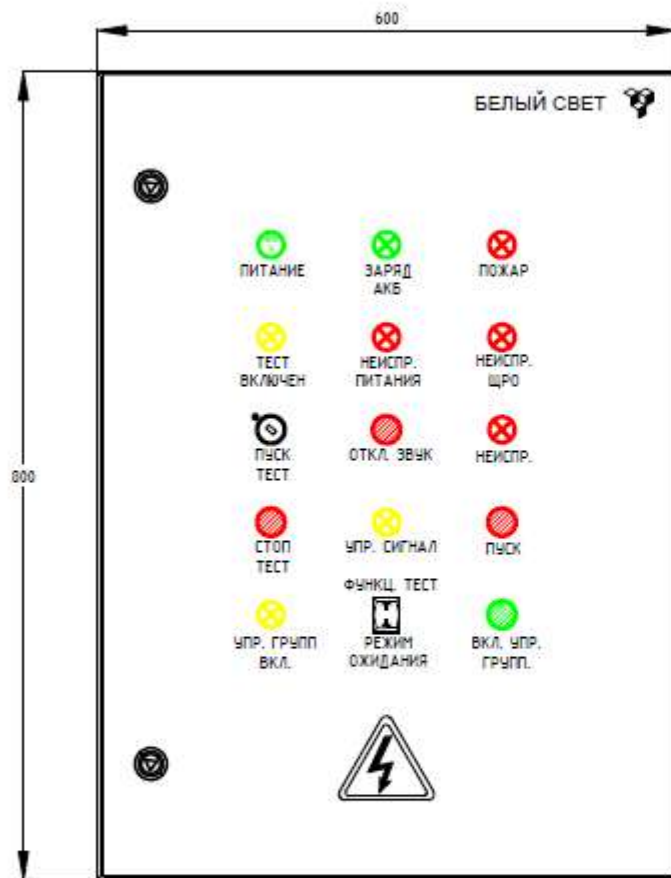 600
БЕЛЫЙ СВЕТ
ПИТАНИЕ
ЗАРЯД
АКБ
ПОЖАР
ТЕСТ
ВКЛЮЧЕН
НЕИСПР.
ПИТАНИЯ
НЕИСПР.
ЩРО
ПУСК
ТЕСТ
ОТКЛ. ЗВУК
НЕИСПР.
800
СТОП
ТЕСТ
УПР. СИГНАЛ
ПУСК
ФУНКЦ. ТЕСТ
УПР. ГРУПП
ВКЛ.
РЕЖИМ
ОЖИДАНИЯ
ВКЛ. УПР.
ГРУПП.